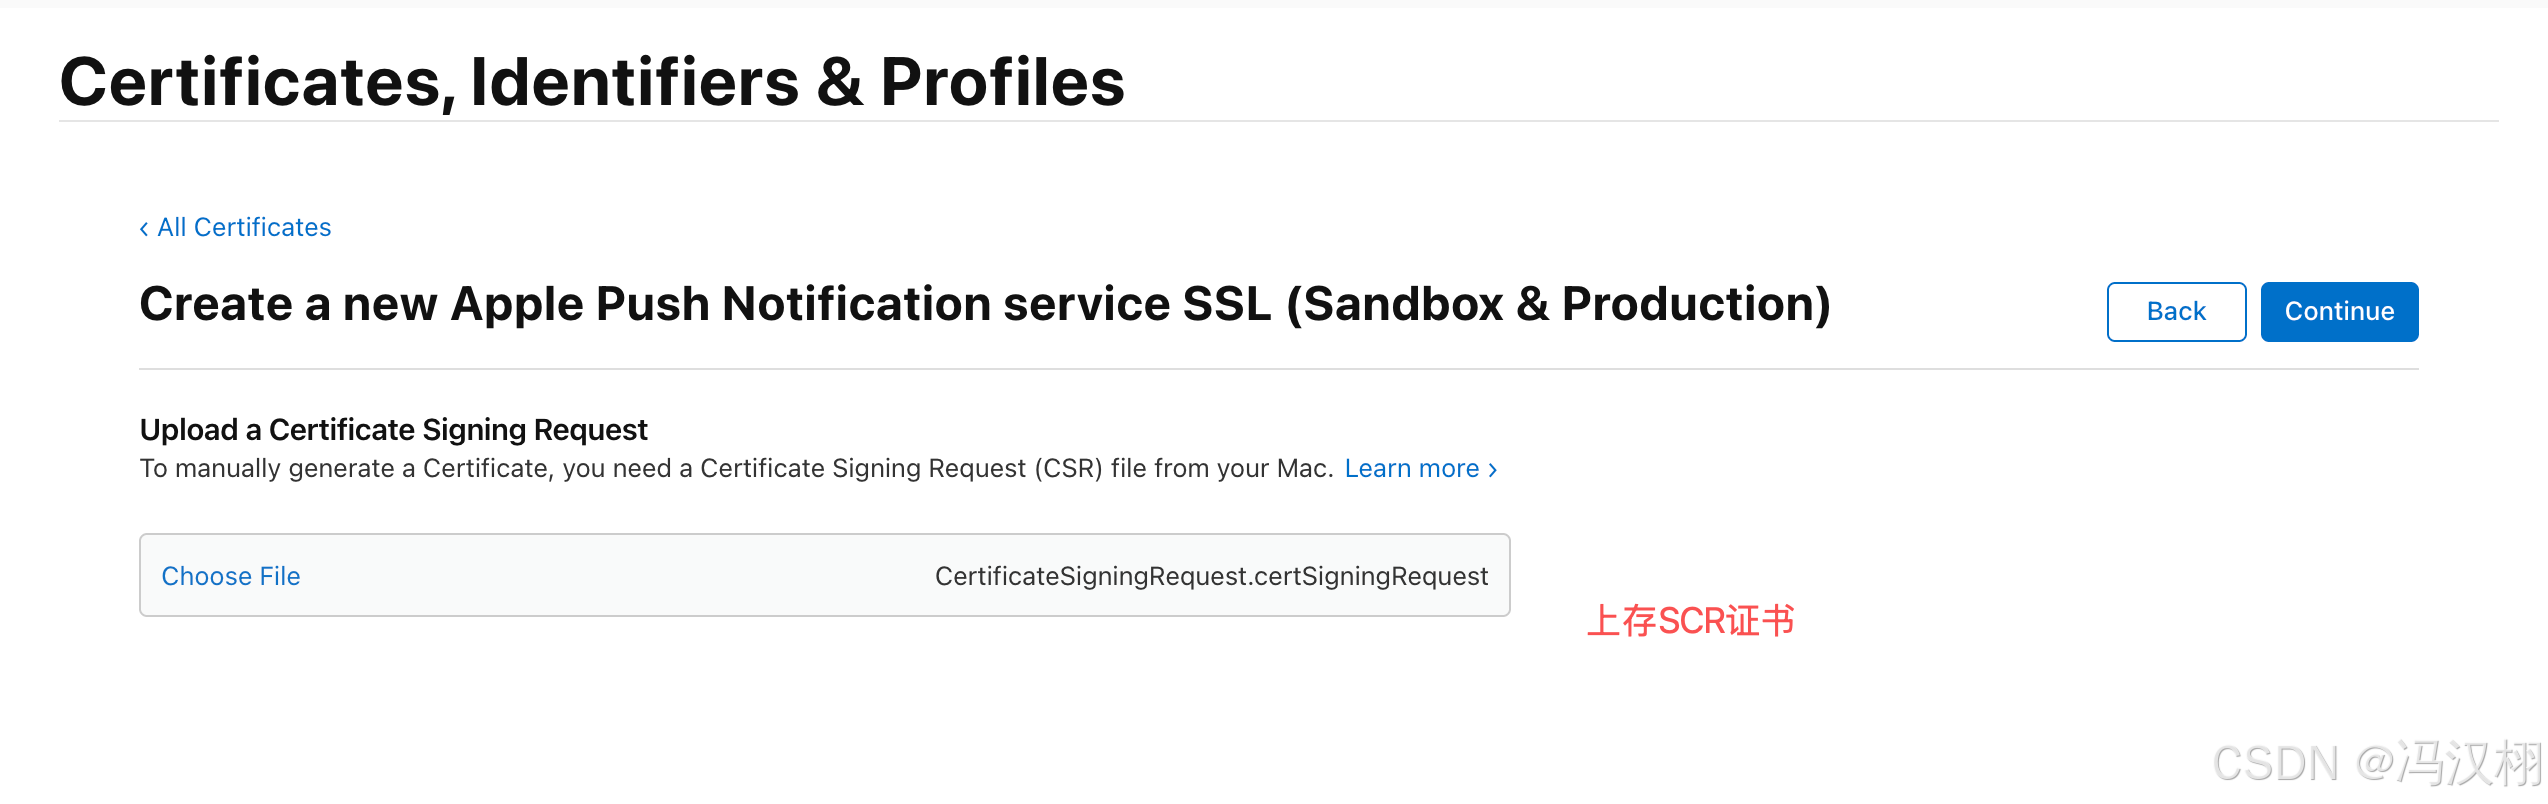 Certificates, Identifiers & Profiles
‹ All Certificates
Create a new Apple Push Notification service SSL (Sandbox & Production)
Back
Continue
Upload a Certificate Signing Request
To manually generate a Certificate, you need a Certificate Signing Request (CSR) file from your Mac. Learn more ›
Choose File
CertificateSigningRequest.certSigningRequest
上存SCR证书
CSDN @冯汉栩